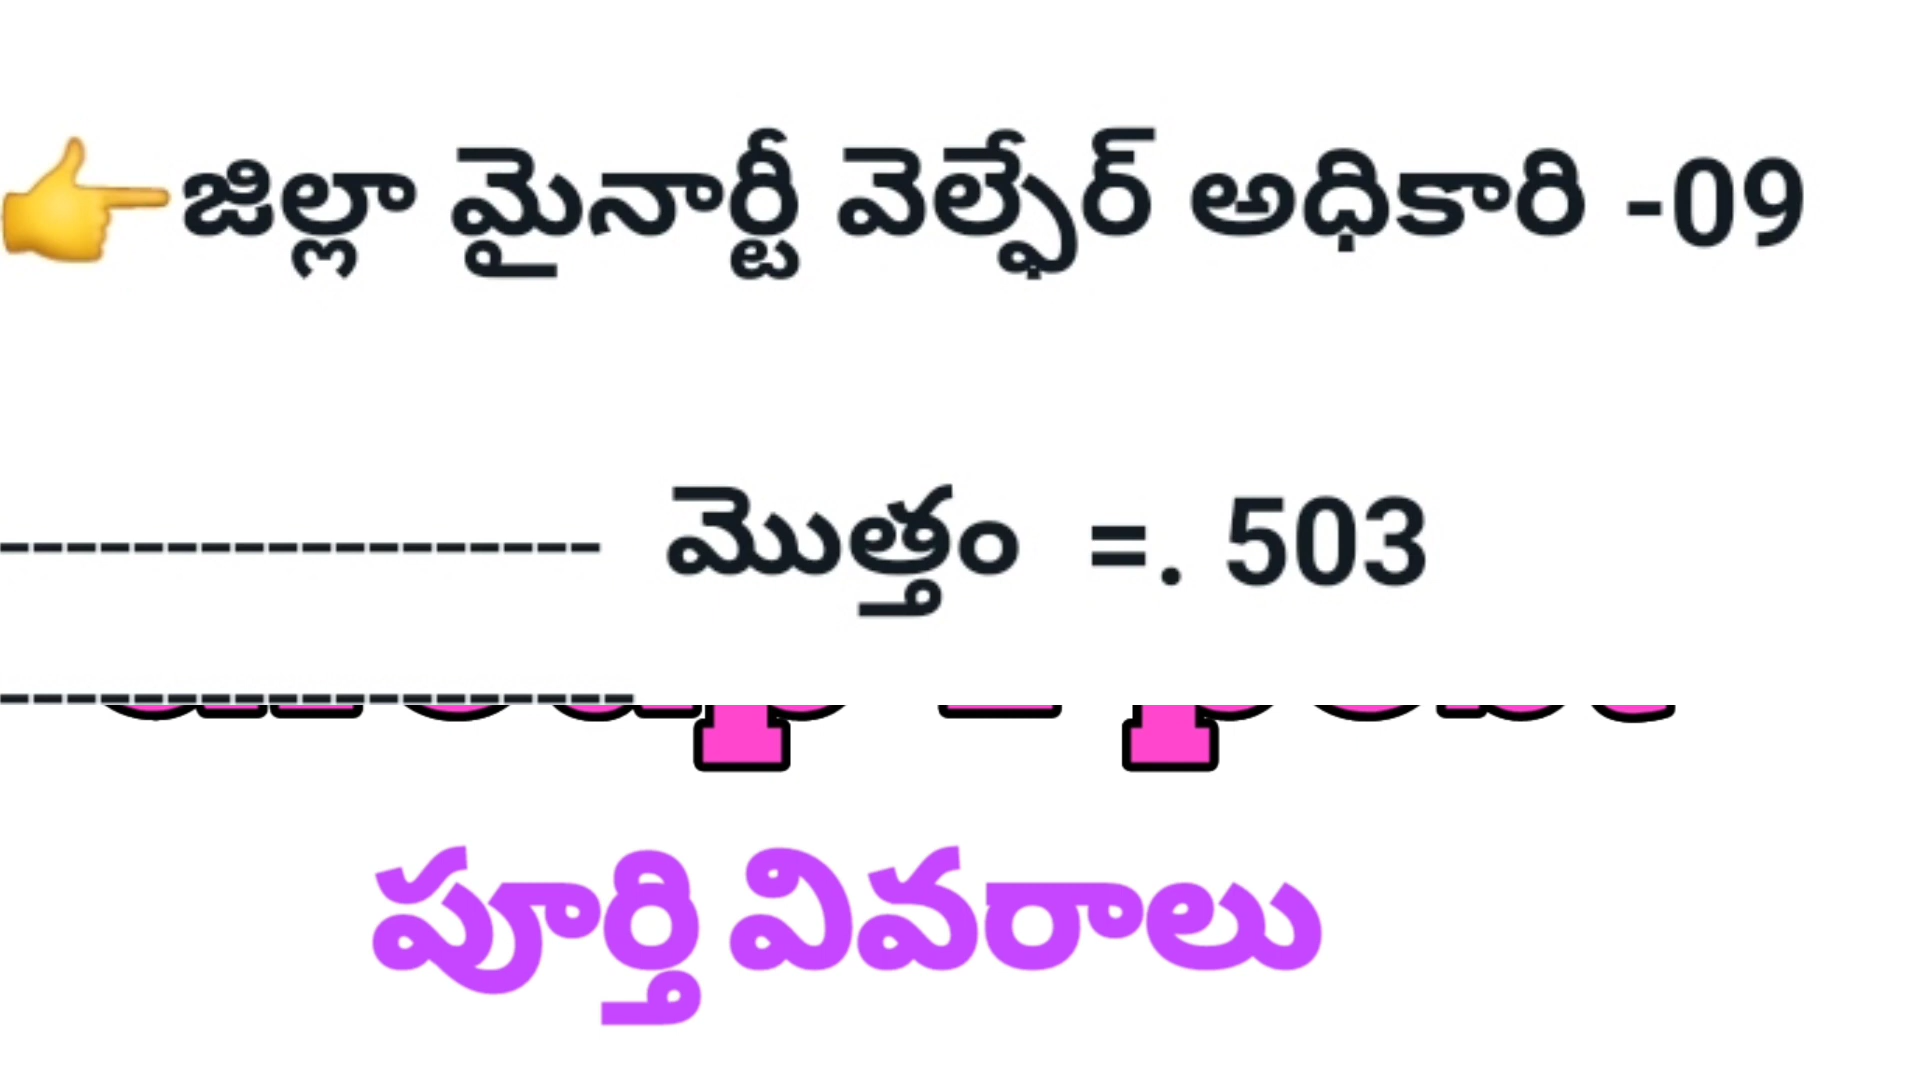 👉జిల్లా మైనార్టీ వెల్ఫేర్ అధికారి -09
------------------ మొత్తం =. 503
-------------------
పూర్తి వివరాలు